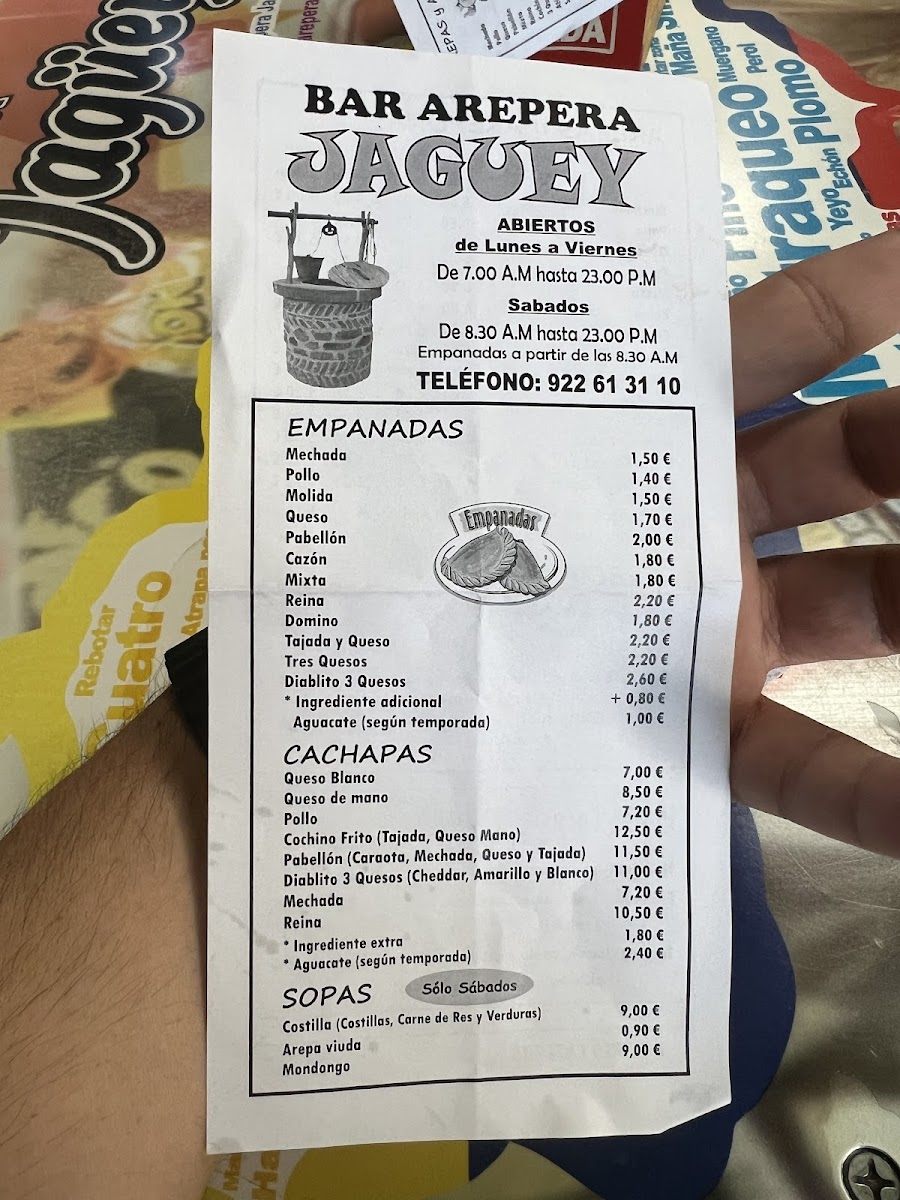 Jagüey
BAR AREPERA
JAGUEY
ABIERTOS
de Lunes a Viernes
De 7.00 A.M hasta 23.00 P.M
Sabados
De 8.30 A.M hasta 23.00 P.M
Empanadas a partir de las 8.30 A.M
TELÉFONO: 922 61 31 10
EMPANADAS
Mechada 1,50 €
Pollo 1,40 €
Molida 1,50 €
Queso 1,70 €
Pabellón 2,00 €
Cazón 1,80 €
Mixta 1,80 €
Reina 2,20 €
Domino 1,80 €
Tajada y Queso 2,20 €
Tres Quesos 2,20 €
Diablito 3 Quesos 2,60 €
* Ingrediente adicional + 0,80 €
Aguacate (según temporada) 1,00 €
Empanadas
CACHAPAS
Queso Blanco 7,00 €
Queso de mano 8,50 €
Pollo 7,20 €
Cochino Frito (Tajada, Queso Mano) 12,50 €
Pabellón (Caraota, Mechada, Queso y Tajada) 11,50 €
Diablito 3 Quesos (Cheddar, Amarillo y Blanco) 11,00 €
Mechada 7,20 €
Reina 10,50 €
* Ingrediente extra 1,80 €
* Aguacate (según temporada) 2,40 €
SOPAS Sólo Sábados
Costilla (Costillas, Carne de Res y Verduras) 9,00 €
Arepa viuda 0,90 €
Mondongo 9,00 €
Rebotar
uatro
Muergano
Perol
raqueo
Plomo
Yeyo
Echón